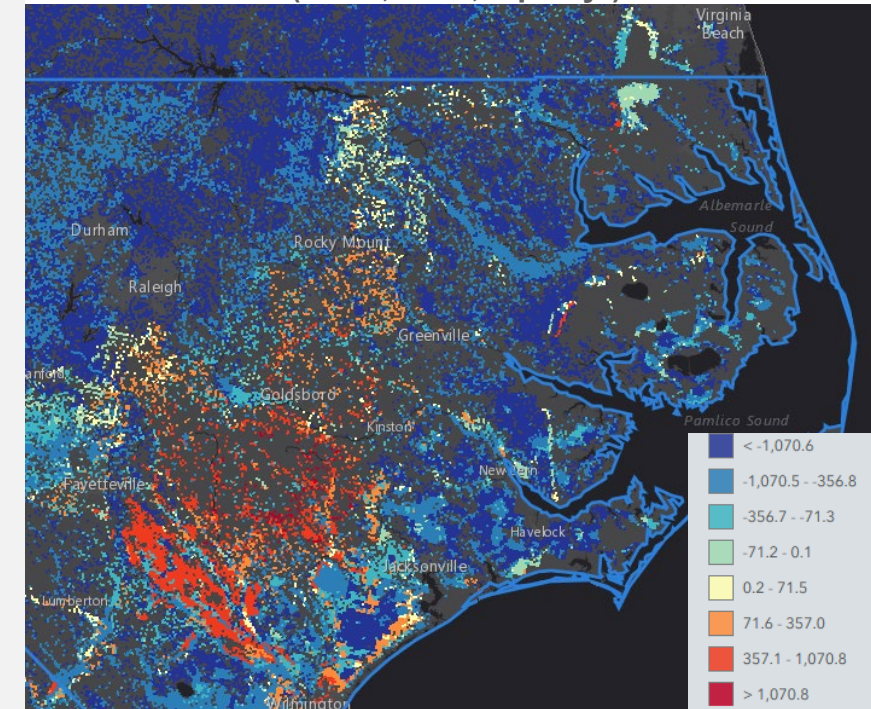 Virginia
Beach
Albemarle
Sound
Durham
Rocky Mount
Raleigh
Greenville
anford
Goldsboro
Kinston
Pamlico Sound
Fayetteville
New Bern
Havelock
Jacksonville
Lumberton
Wilmington
< -1,070.6
-1,070.5 - -356.8
-356.7 - -71.3
-71.2 - 0.1
0.2 - 71.5
71.6 - 357.0
357.1 - 1,070.8
> 1,070.8